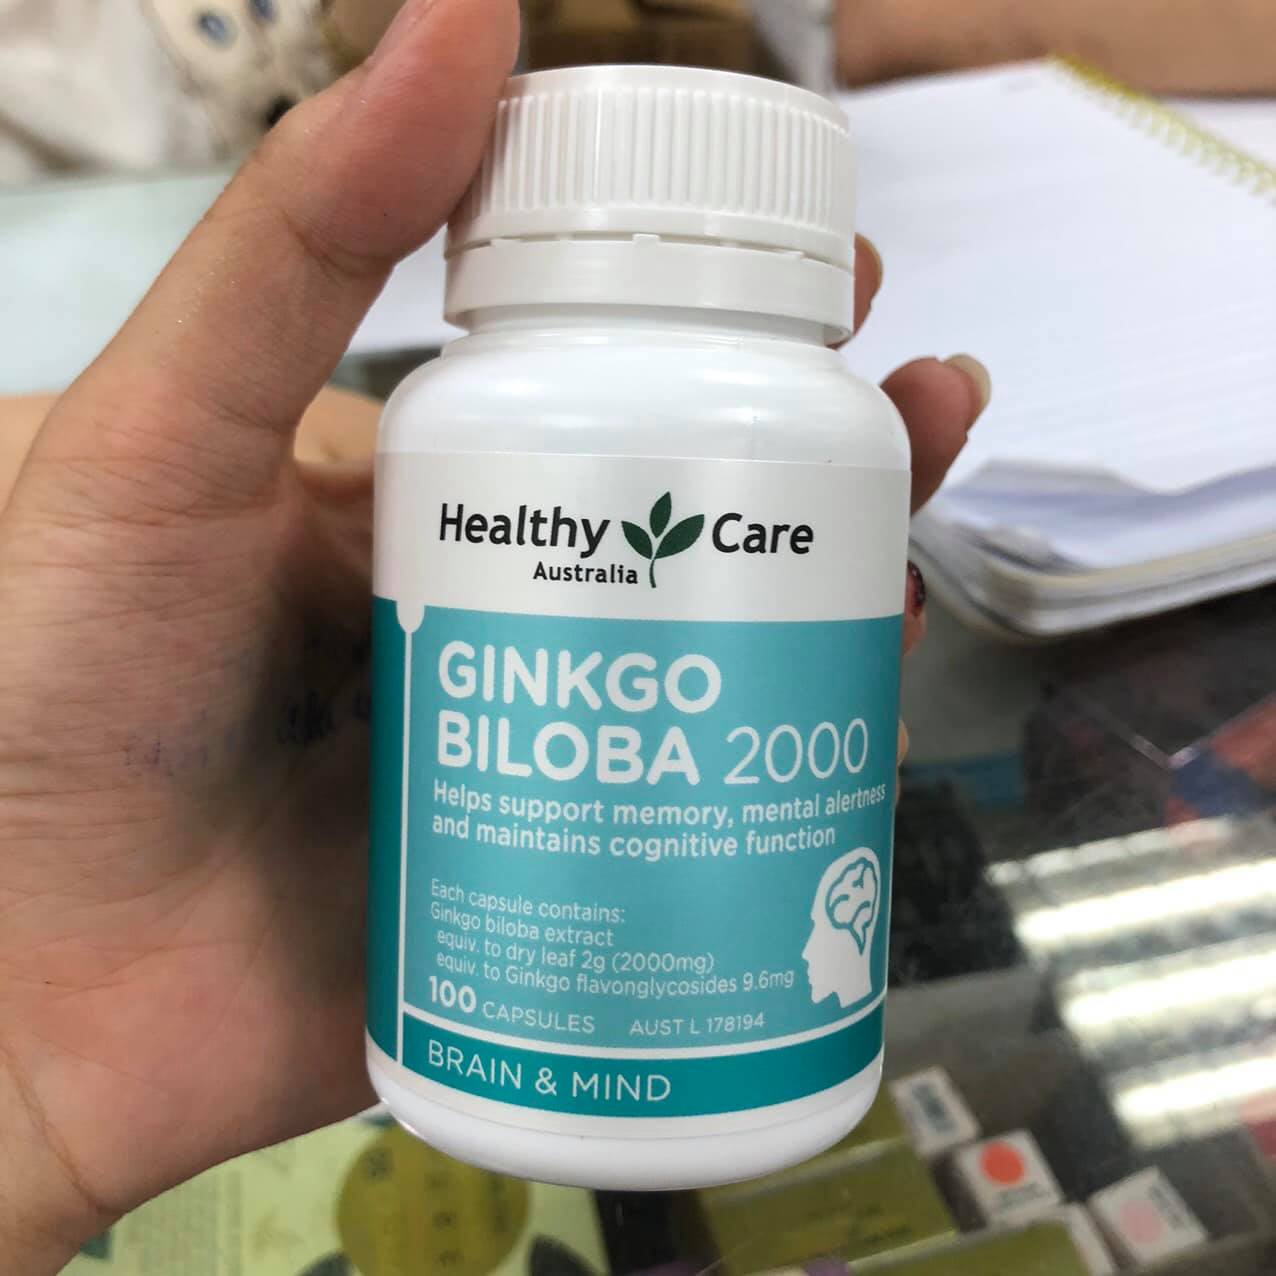 Healthy Care
Australia
GINKGO
BILOBA 2000
Helps support memory, mental alertness
and maintains cognitive function
Each capsule contains:
Ginkgo biloba extract
equiv. to dry leaf 2g (2000mg)
equiv. to Ginkgo flavonglycosides 9.6mg
100 CAPSULES AUST L 178194
BRAIN & MIND